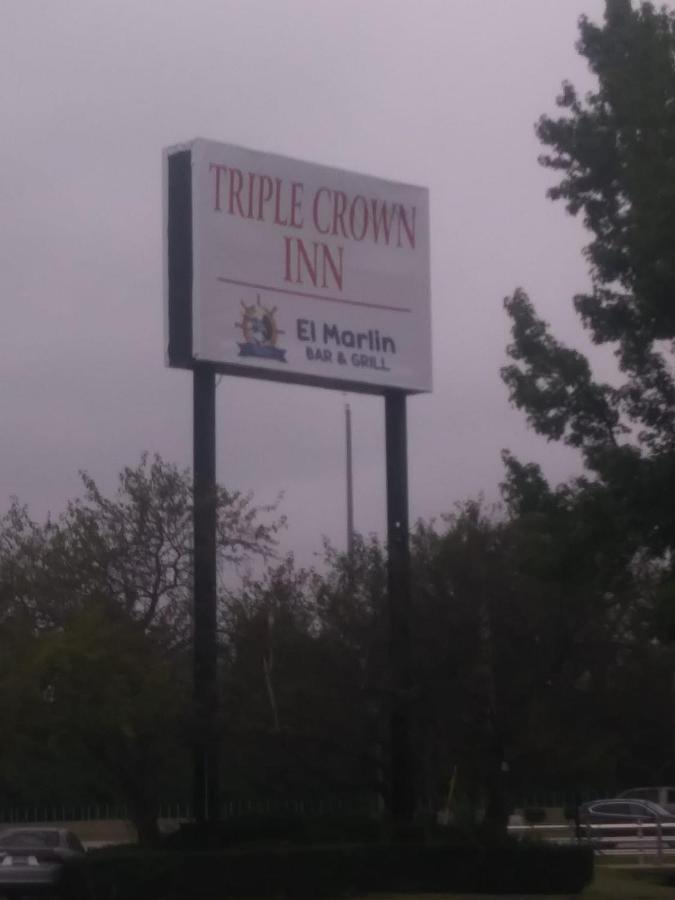 TRIPLE CROWN
INN
El Marlin
BAR & GRILL